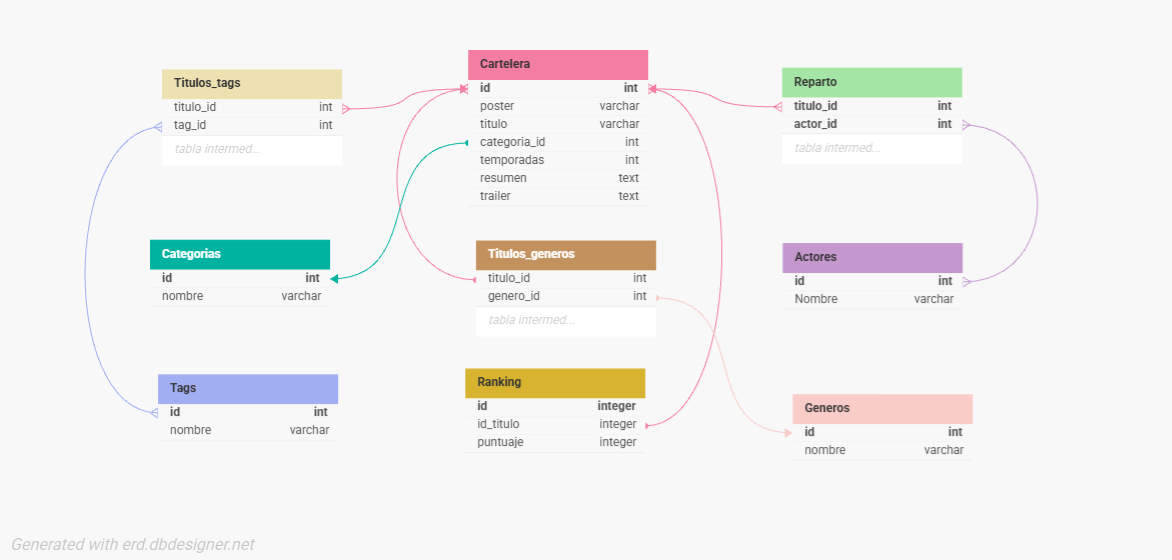 Titulos_tags
titulo_id int
tag_id int
tabla intermed...
Cartelera
id int
poster varchar
titulo varchar
categoria_id int
temporadas int
resumen text
trailer text
Reparto
titulo_id int
actor_id int
tabla intermed...
Categorias
id int
nombre varchar
Titulos_generos
titulo_id int
genero_id int
tabla intermed...
Actores
id int
Nombre varchar
Tags
id int
nombre varchar
Ranking
id integer
id_titulo integer
puntuaje integer
Generos
id int
nombre varchar
Generated with erd.dbdesigner.net